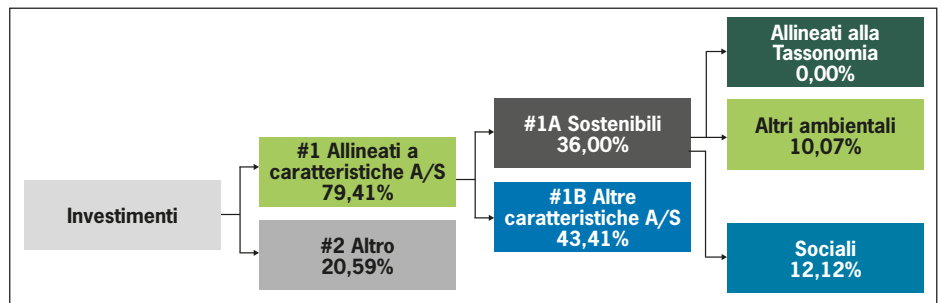 Investimenti
#1 Allineati a
caratteristiche A/S
79,41%
#2 Altro
20,59%
#1A Sostenibili
36,00%
#1B Altre
caratteristiche A/S
43,41%
Allineati alla
Tassonomia
0,00%
Altri ambientali
10,07%
Sociali
12,12%